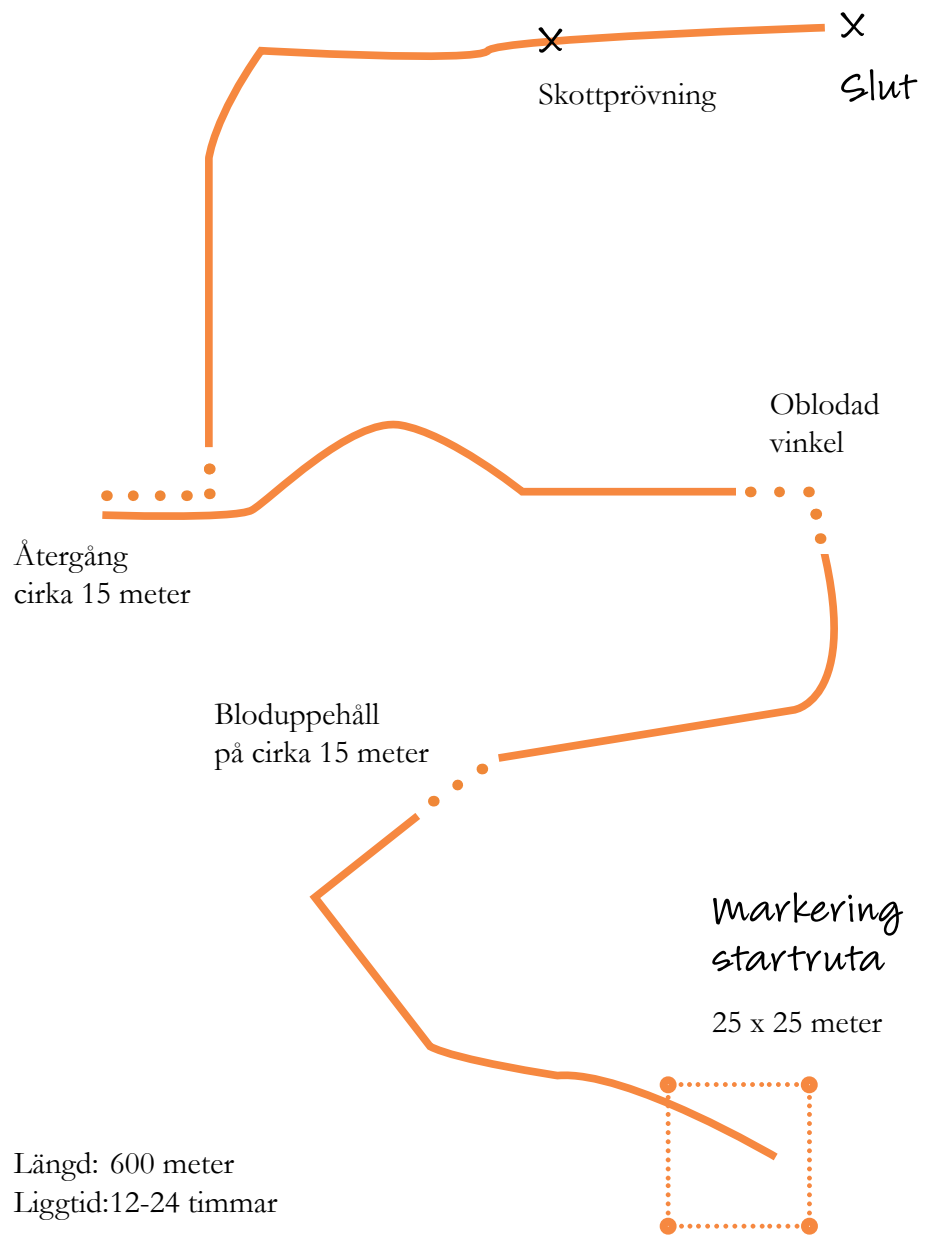 X
X
Slut
Skottprövning
Oblodad
vinkel
Återgång
cirka 15 meter
Bloduppehåll
på cirka 15 meter
Markering
startruta
25 x 25 meter
Längd: 600 meter
Liggtid:12-24 timmar